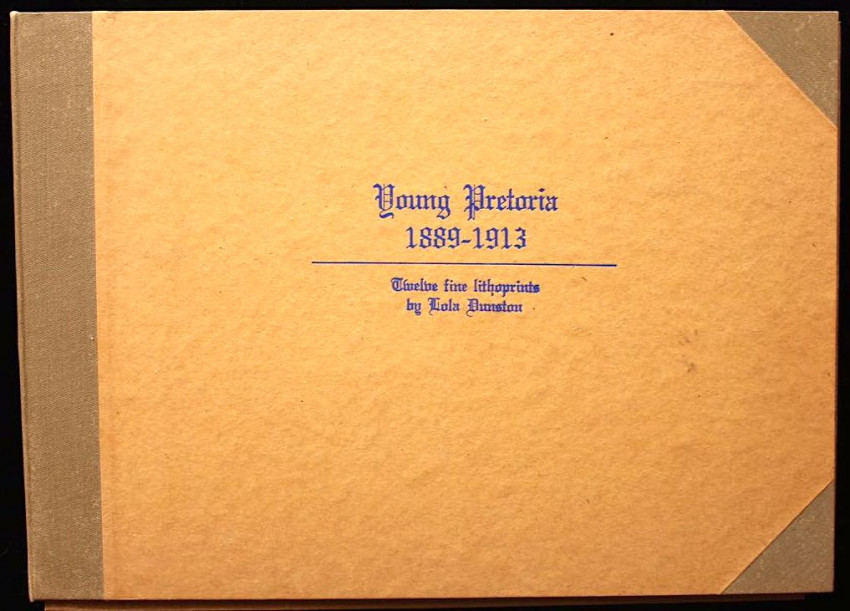 Young Pretoria
1889-1913
Twelve fine lithoprints
by Lola Dunston